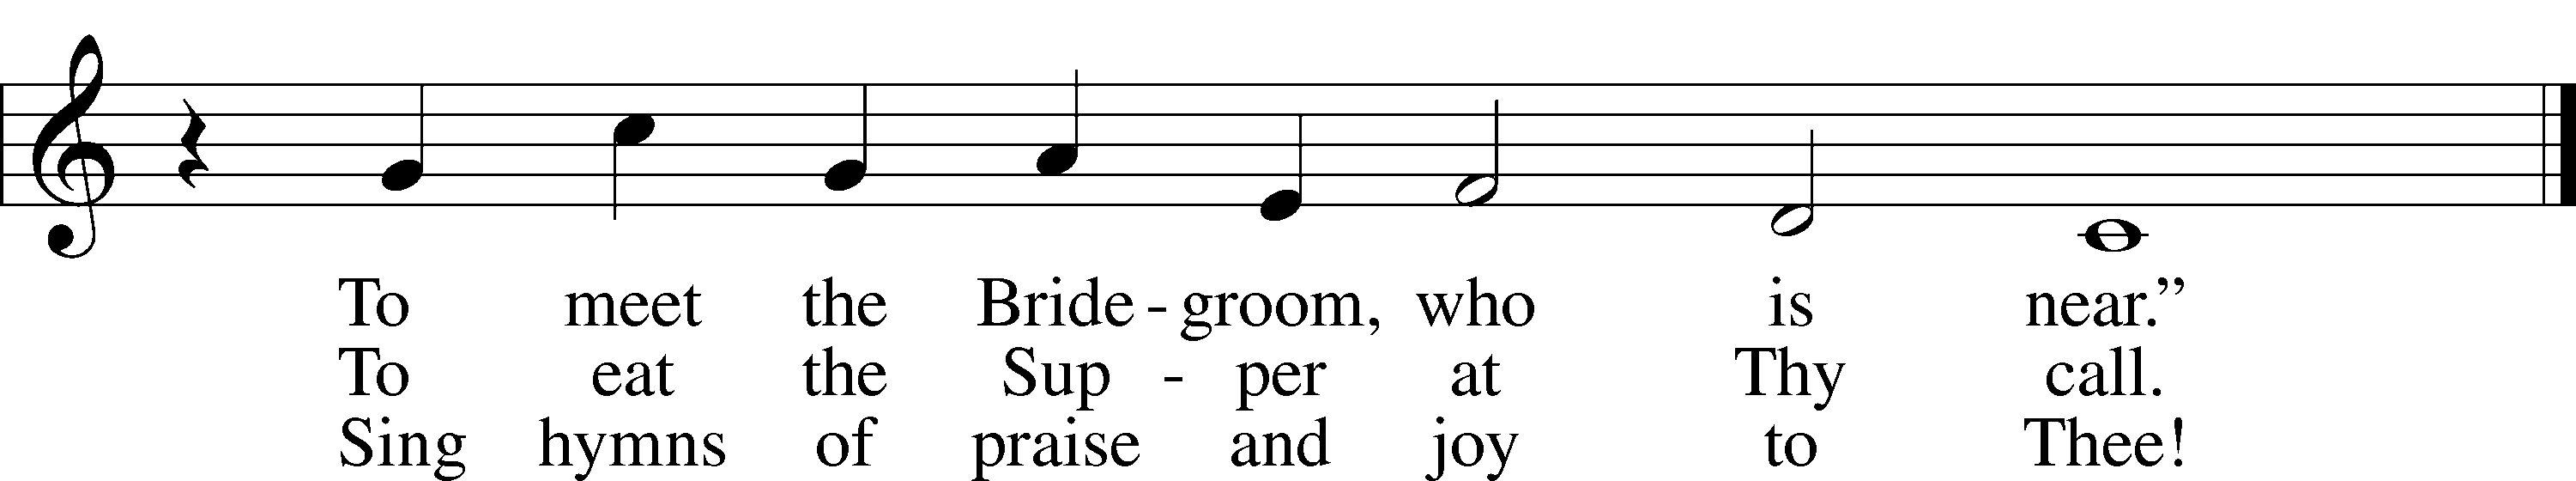 To meet the Bride - groom, who is near.”
To eat the Sup - per at Thy call.
Sing hymns of praise and joy to Thee!